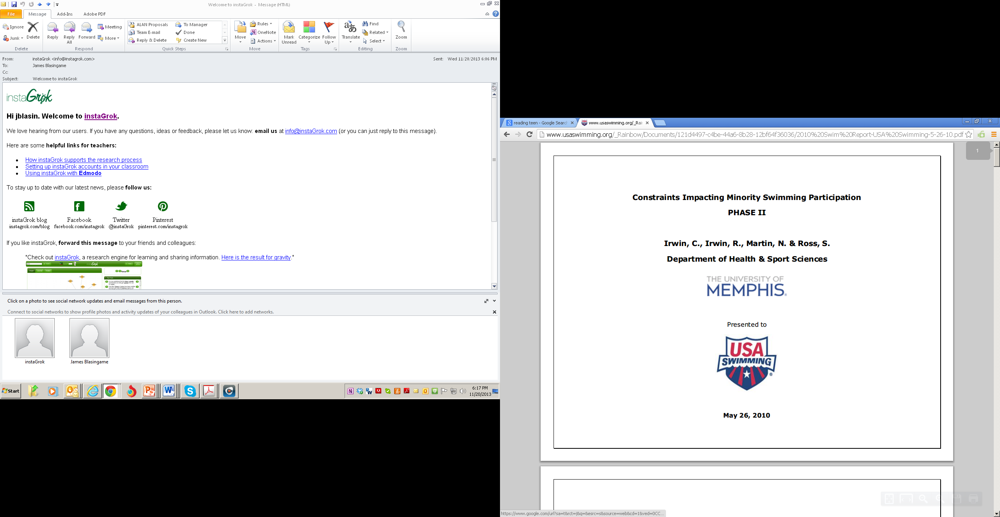 Welcome to instaGrok - Message (HTML)
File Message Add-Ins Adobe PDF
Ignore
Junk
Delete
Reply
Reply All
Forward
Meeting
More
ALAN Proposals
Team E-mail
Reply & Delete
To Manager
Done
Create New
Move
Rules
OneNote
Actions
Mark Unread
Categorize
Follow Up
Translate
Find
Related
Select
Zoom
Delete Respond Quick Steps Move Tags Editing Zoom
From: instaGrok <info@instagrok.com>
Sent: Wed 11/20/2013 6:06 PM
To: James Blasingame
Cc:
Subject: Welcome to instaGrok
instaGrok
Hi jblasin. Welcome to instaGrok.
We love hearing from our users. If you have any questions, ideas or feedback, please let us know: email us at info@instaGrok.com (or you can just reply to this message).
Here are some helpful links for teachers:
How instaGrok supports the research process
Setting up instaGrok accounts in your classroom
Using instaGrok with Edmodo
To stay up to date with our latest news, please follow us:
instaGrok blog Facebook Twitter Pinterest
instagrok.com/blog facebook.com/instagrok @instaGrok pinterest.com/instagrok
If you like instaGrok, forward this message to your friends and colleagues:
"Check out instaGrok, a research engine for learning and sharing information. Here is the result for gravity."
Click on a photo to see social network updates and email messages from this person.
Connect to social networks to show profile photos and activity updates of your colleagues in Outlook. Click here to add networks.
instaGrok James Blasingame
Start
6:17 PM
11/20/2013
reading teen - Google Search
www.usaswimming.org/_Rai
www.usaswimming.org/_Rainbow/Documents/121d4497-c4be-44a6-8b28-12bf64f36036/2010%20Swim%20Report-USA%20Swimming-5-26-10.pdf
1
Constraints Impacting Minority Swimming Participation
PHASE II
Irwin, C., Irwin, R., Martin, N. & Ross, S.
Department of Health & Sport Sciences
THE UNIVERSITY OF
MEMPHIS®
Presented to
USA
SWIMMING®
May 26, 2010
https://www.google.com/url?sa=t&rct=j&q=&esrc=s&source=web&cd=1&ved=0CC...